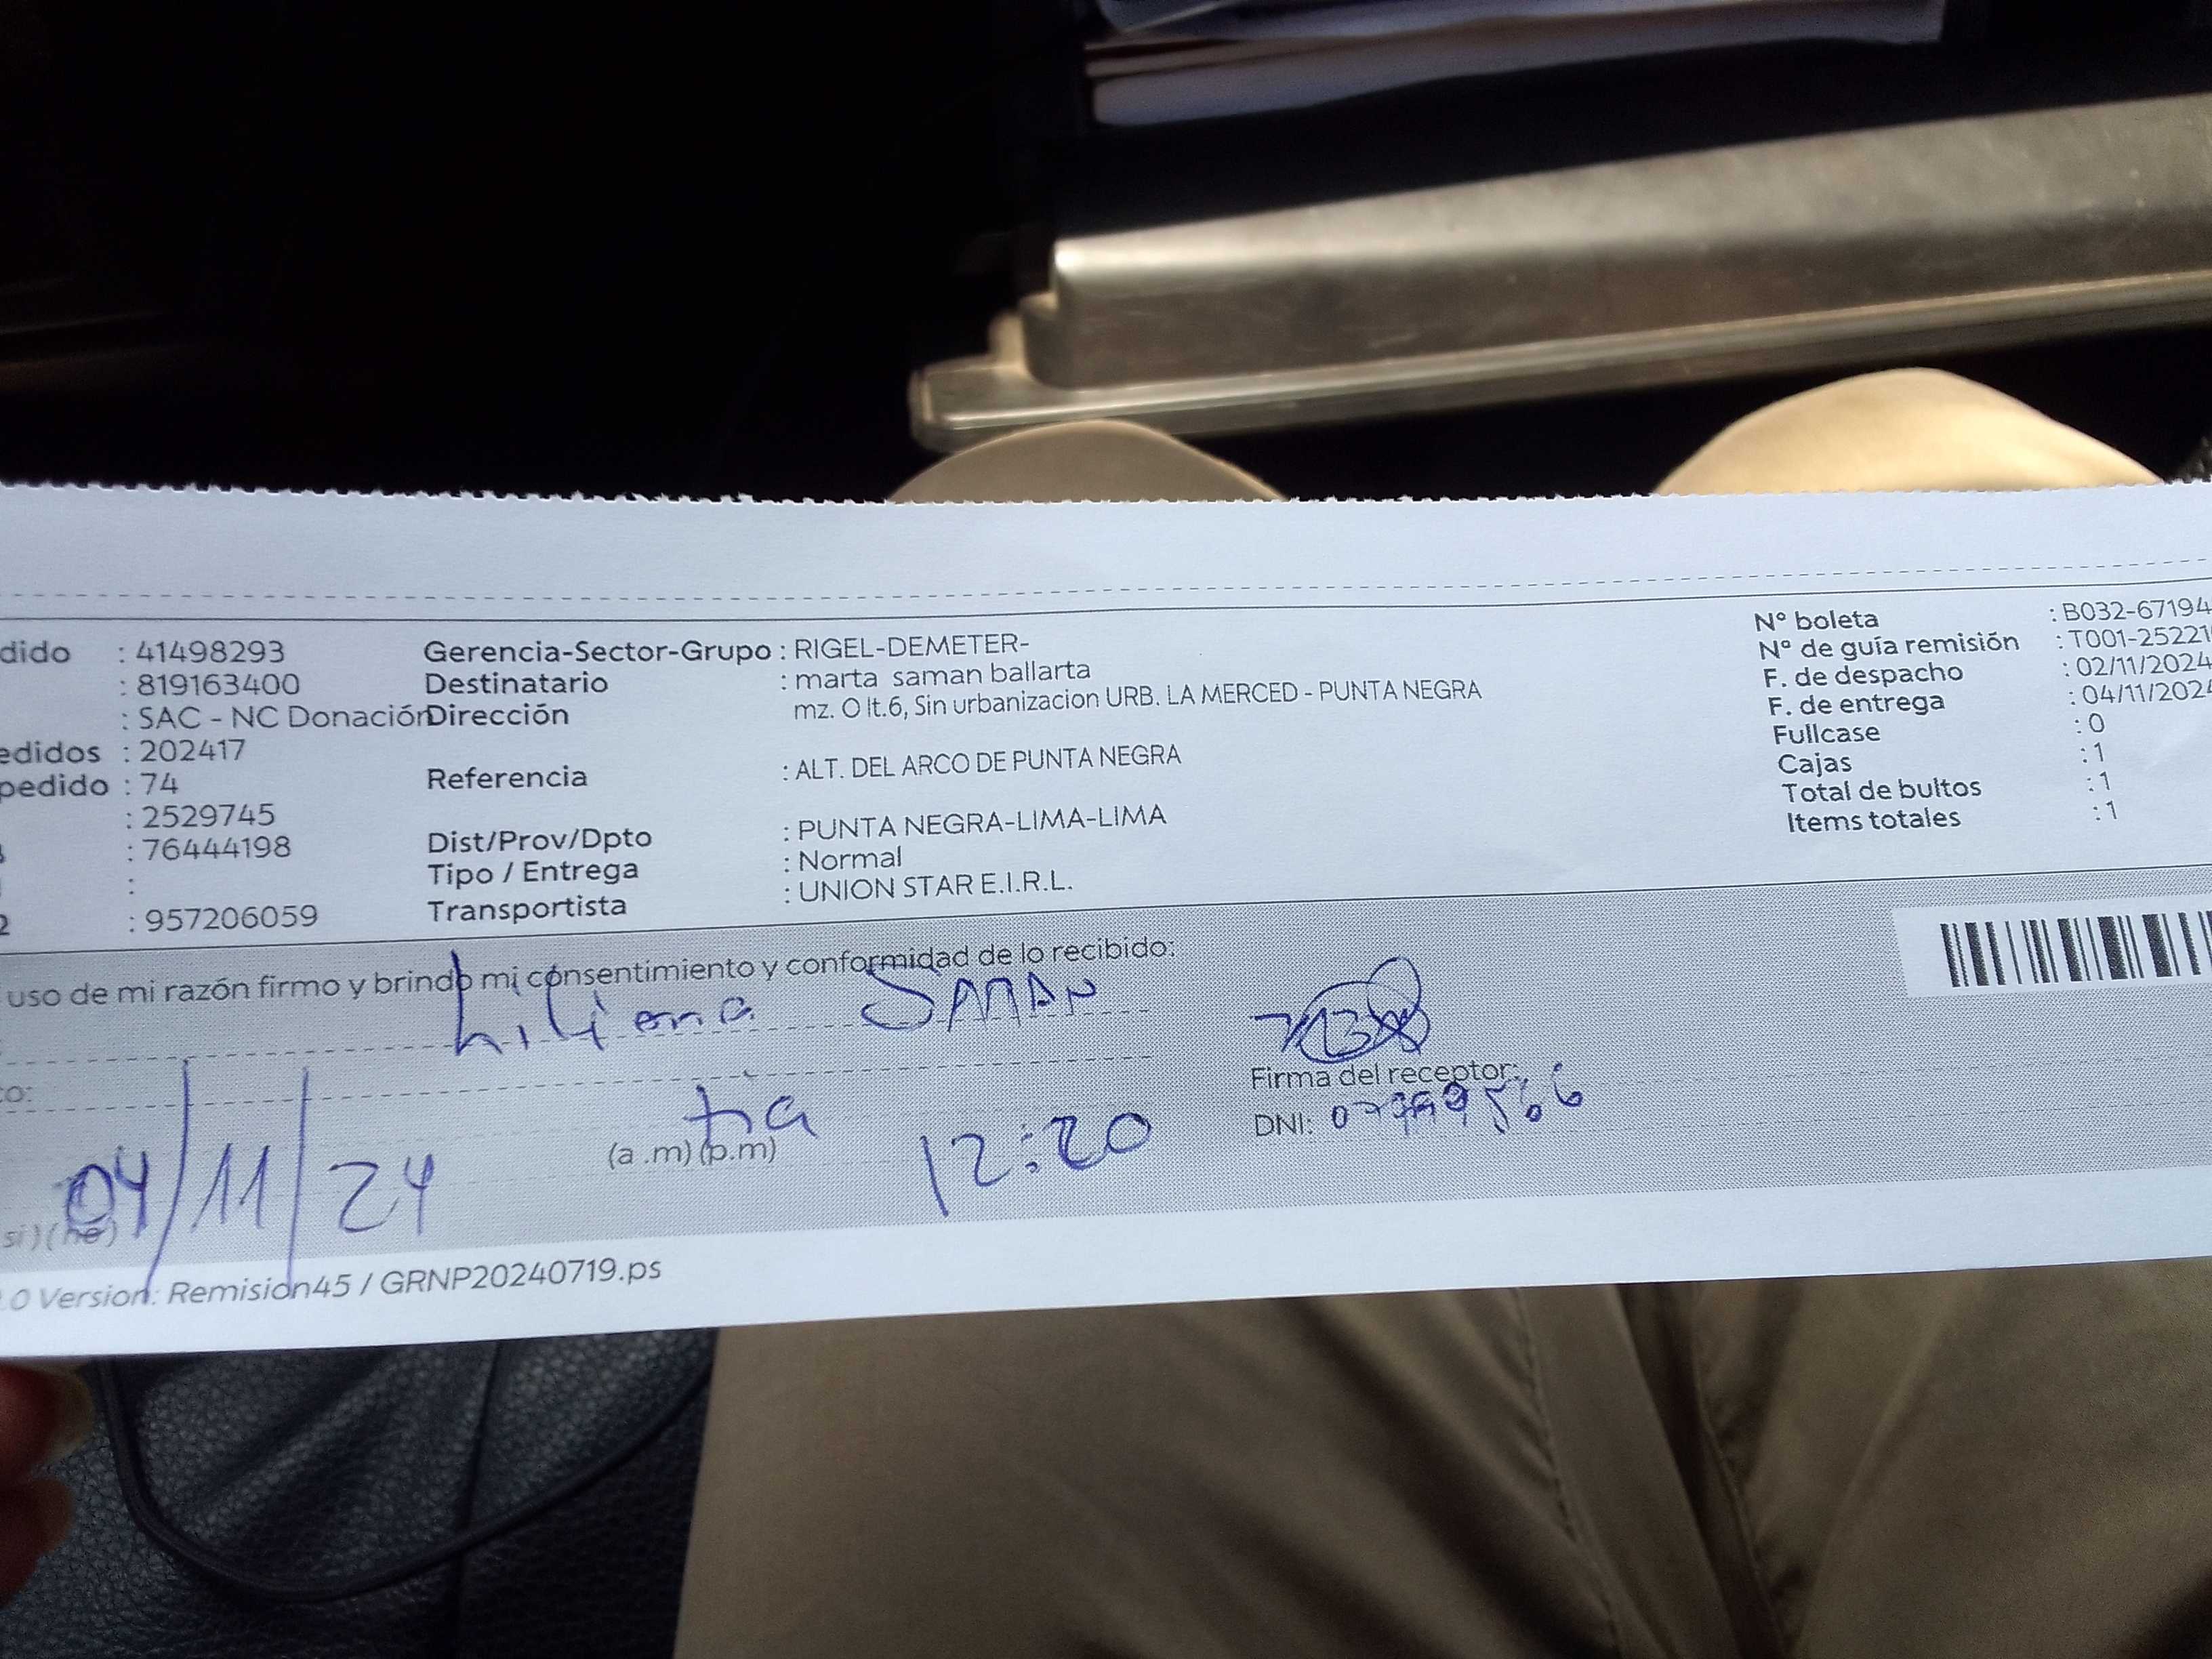 dido : 41498293
: 819163400
: SAC - NC Donación
edidos : 202417
pedido : 74
: 2529745
: 76444198
:
2 : 957206059
Gerencia-Sector-Grupo : RIGEL-DEMETER-
Destinatario : marta saman ballarta
Dirección mz. O lt.6, Sin urbanizacion URB. LA MERCED - PUNTA NEGRA
Referencia : ALT. DEL ARCO DE PUNTA NEGRA
Dist/Prov/Dpto : PUNTA NEGRA-LIMA-LIMA
Tipo / Entrega : Normal
Transportista : UNION STAR E.I.R.L.
Nº boleta : B032-67194
Nº de guía remisión : T001-25221
F. de despacho : 02/11/2024
F. de entrega : 04/11/2024
Fullcase : 0
Cajas : 1
Total de bultos : 1
Items totales : 1
uso de mi razón firmo y brindo mi consentimiento y conformidad de lo recibido:
Liliana SAMAN
co:
tia
Firma del receptor:
DNI:
04/11/24 (a .m) (p.m) 12:20
si) (no)
.0 Version: Remision45 / GRNP20240719.ps